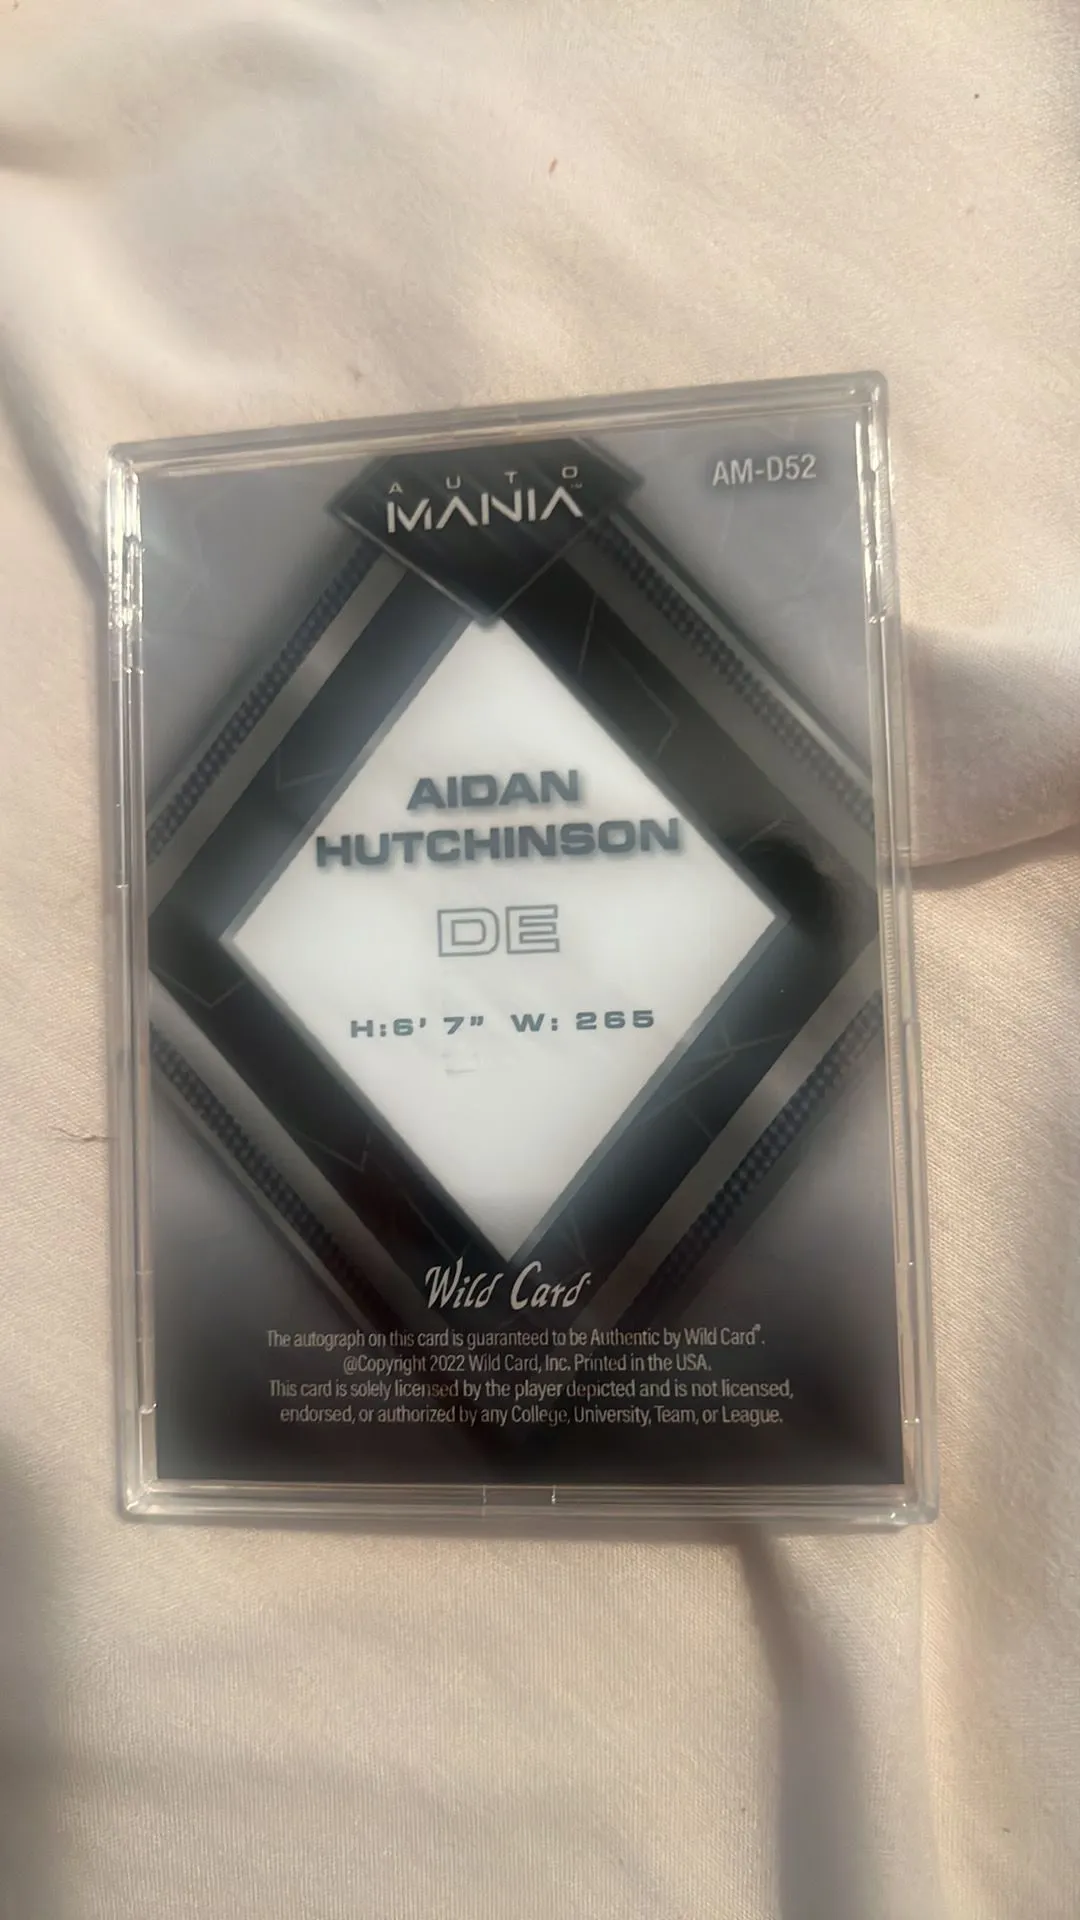 AM-D52
AUTO
MANIA™
AIDAN
HUTCHINSON
DE
H:6' 7" W: 265
Wild Card
The autograph on this card is guaranteed to be Authentic by Wild Card®.
@Copyright 2022 Wild Card, Inc. Printed in the USA.
This card is solely licensed by the player depicted and is not licensed,
endorsed, or authorized by any College, University, Team, or League.